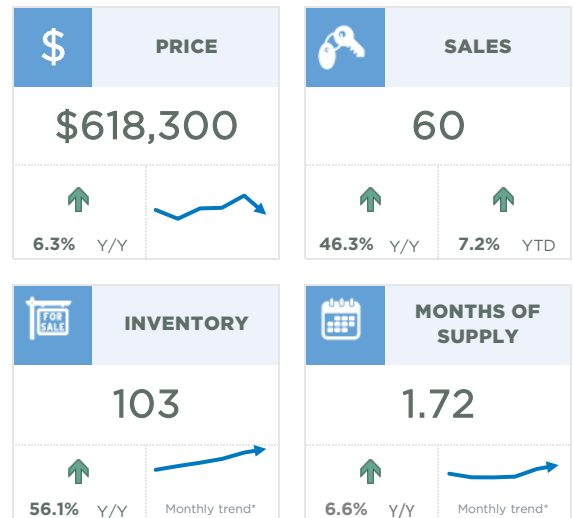 $
PRICE
$618,300
6.3% Y/Y
SALES
60
46.3% Y/Y
7.2% YTD
FOR
SALE
INVENTORY
103
56.1% Y/Y
Monthly trend*
MONTHS OF
SUPPLY
1.72
6.6% Y/Y
Monthly trend*